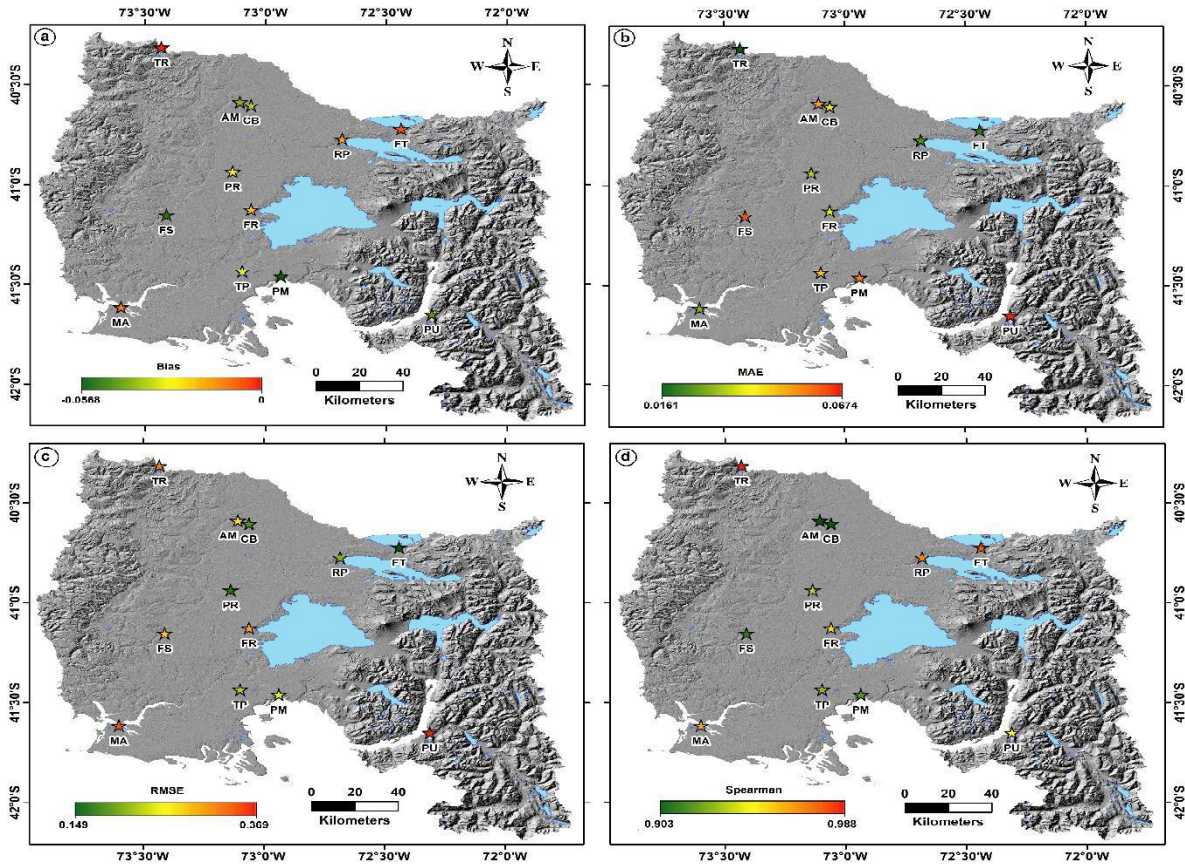 73°30'W 73°0'W 72°30'W 72°0'W 73°30'W 73°0'W 72°30'W 72°0'W
a
N
W E
S
TR
AM CB
RP
FT
PR
FS
FR
TP
PM
MA
PU
Bias
-0.0568 0
0 20 40
Kilometers
40°30'S
41°0'S
41°30'S
42°0'S
b
N
W E
S
TR
AM CB
RP
FT
PR
FS
FR
TP
PM
MA
PU
MAE
0.0161 0.0674
0 20 40
Kilometers
40°30'S
41°0'S
41°30'S
42°0'S
c
N
W E
S
TR
AM CB
RP
FT
PR
FS
FR
TP
PM
MA
PU
RMSE
0.149 0.369
0 20 40
Kilometers
40°30'S
41°0'S
41°30'S
42°0'S
d
N
W E
S
TR
AM CB
RP
FT
PR
FS
FR
TP
PM
MA
PU
Spearman
0.903 0.988
0 20 40
Kilometers
40°30'S
41°0'S
41°30'S
42°0'S
73°30'W 73°0'W 72°30'W 72°0'W 73°30'W 73°0'W 72°30'W 72°0'W